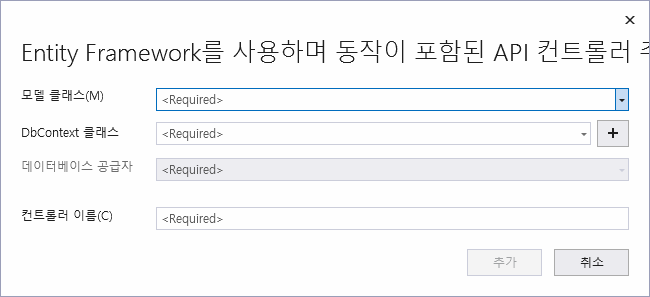 Entity Framework를 사용하며 동작이 포함된 API 컨트롤러
모델 클래스(M)
<Required>
DbContext 클래스
<Required>
데이터베이스 공급자
<Required>
컨트롤러 이름(C)
<Required>
추가
취소